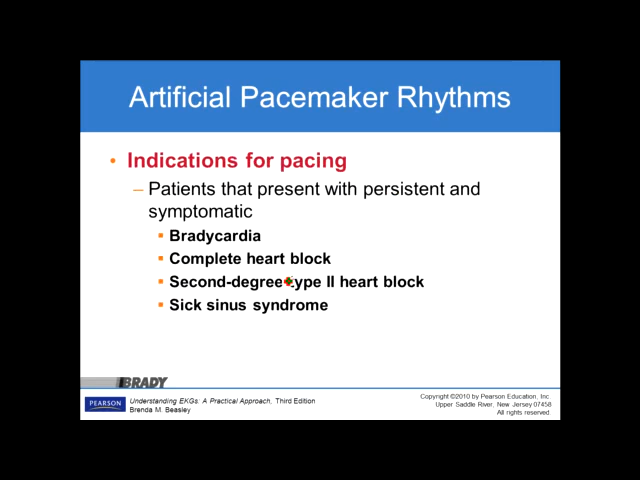 Artificial Pacemaker Rhythms
• Indications for pacing
– Patients that present with persistent and
symptomatic
▪ Bradycardia
▪ Complete heart block
▪ Second-degree type II heart block
▪ Sick sinus syndrome
BRADY
PEARSON
Understanding EKGs: A Practical Approach, Third Edition
Brenda M. Beasley
Copyright ©2010 by Pearson Education, Inc.
Upper Saddle River, New Jersey 07458
All rights reserved.